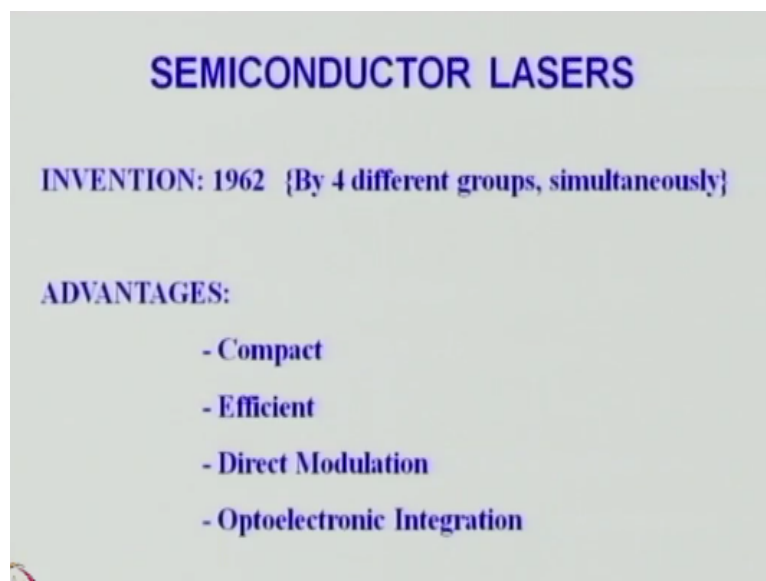 SEMICONDUCTOR LASERS
INVENTION: 1962 {By 4 different groups, simultaneously}
ADVANTAGES:
- Compact
- Efficient
- Direct Modulation
- Optoelectronic Integration